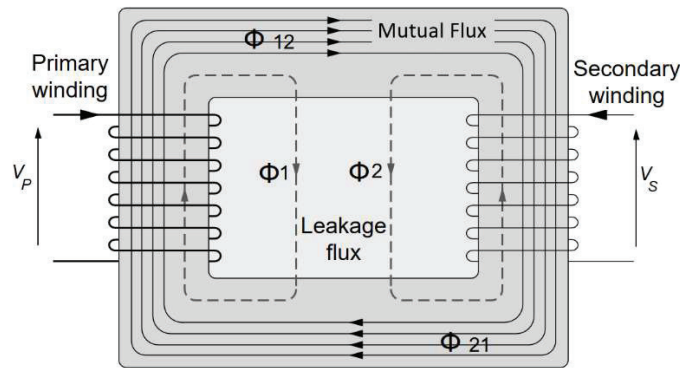 Φ 12
Mutual Flux
Primary
winding
Secondary
winding
V P
Φ1
Φ2
V S
Leakage
flux
Φ 21